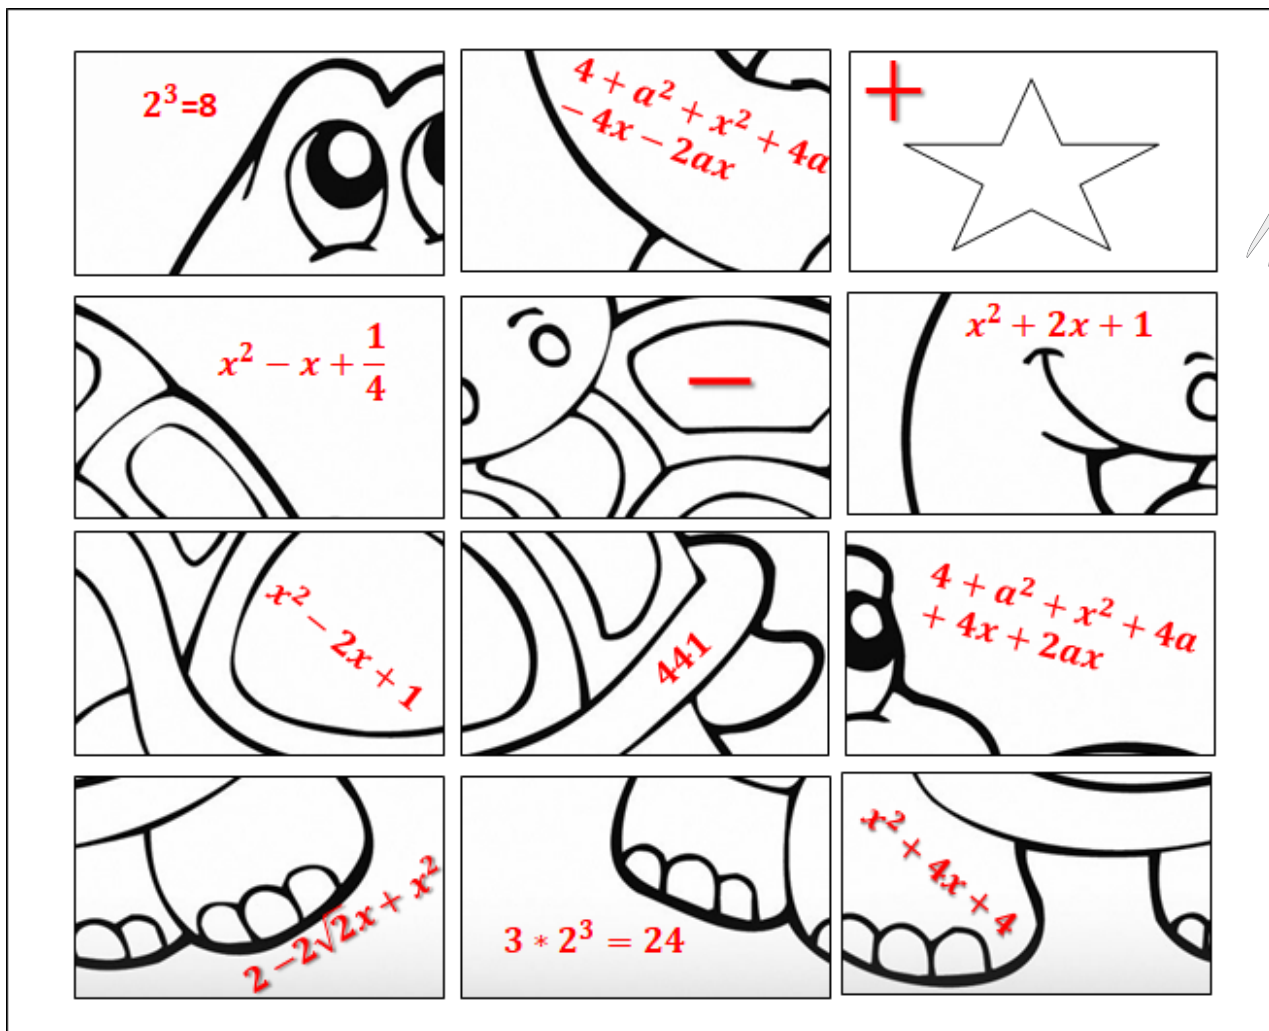 2³=8
4 + a² + x² + 4a
− 4x − 2ax
+
x² − x + 1/4
−
x² + 2x + 1
x² − 2x + 1
441
4 + a² + x² + 4a
+ 4x + 2ax
2 − 2√2x + x²
3 * 2³ = 24
x² + 4x + 4